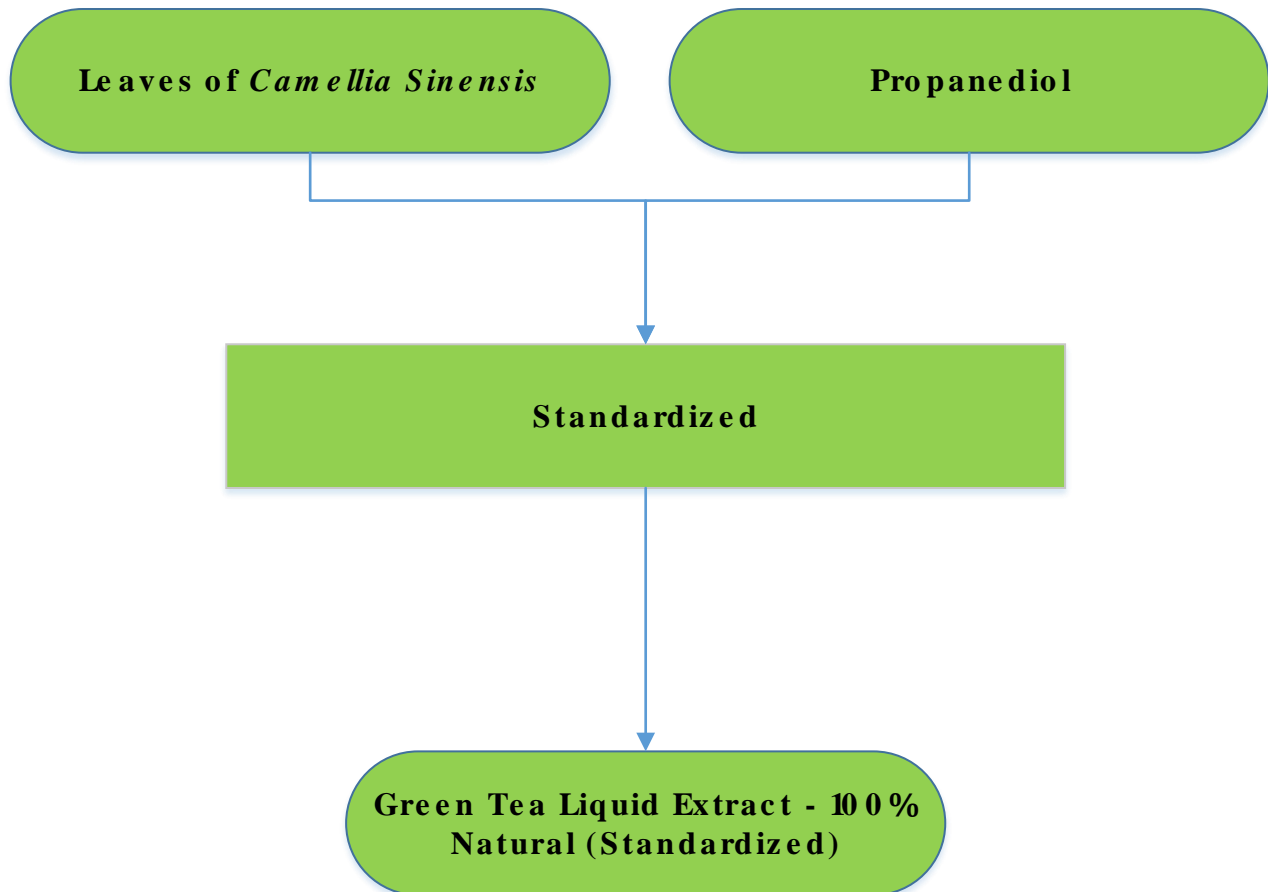 Leaves of Camellia Sinensis
Propanediol
Standardized
Green Tea Liquid Extract - 100%
Natural (Standardized)